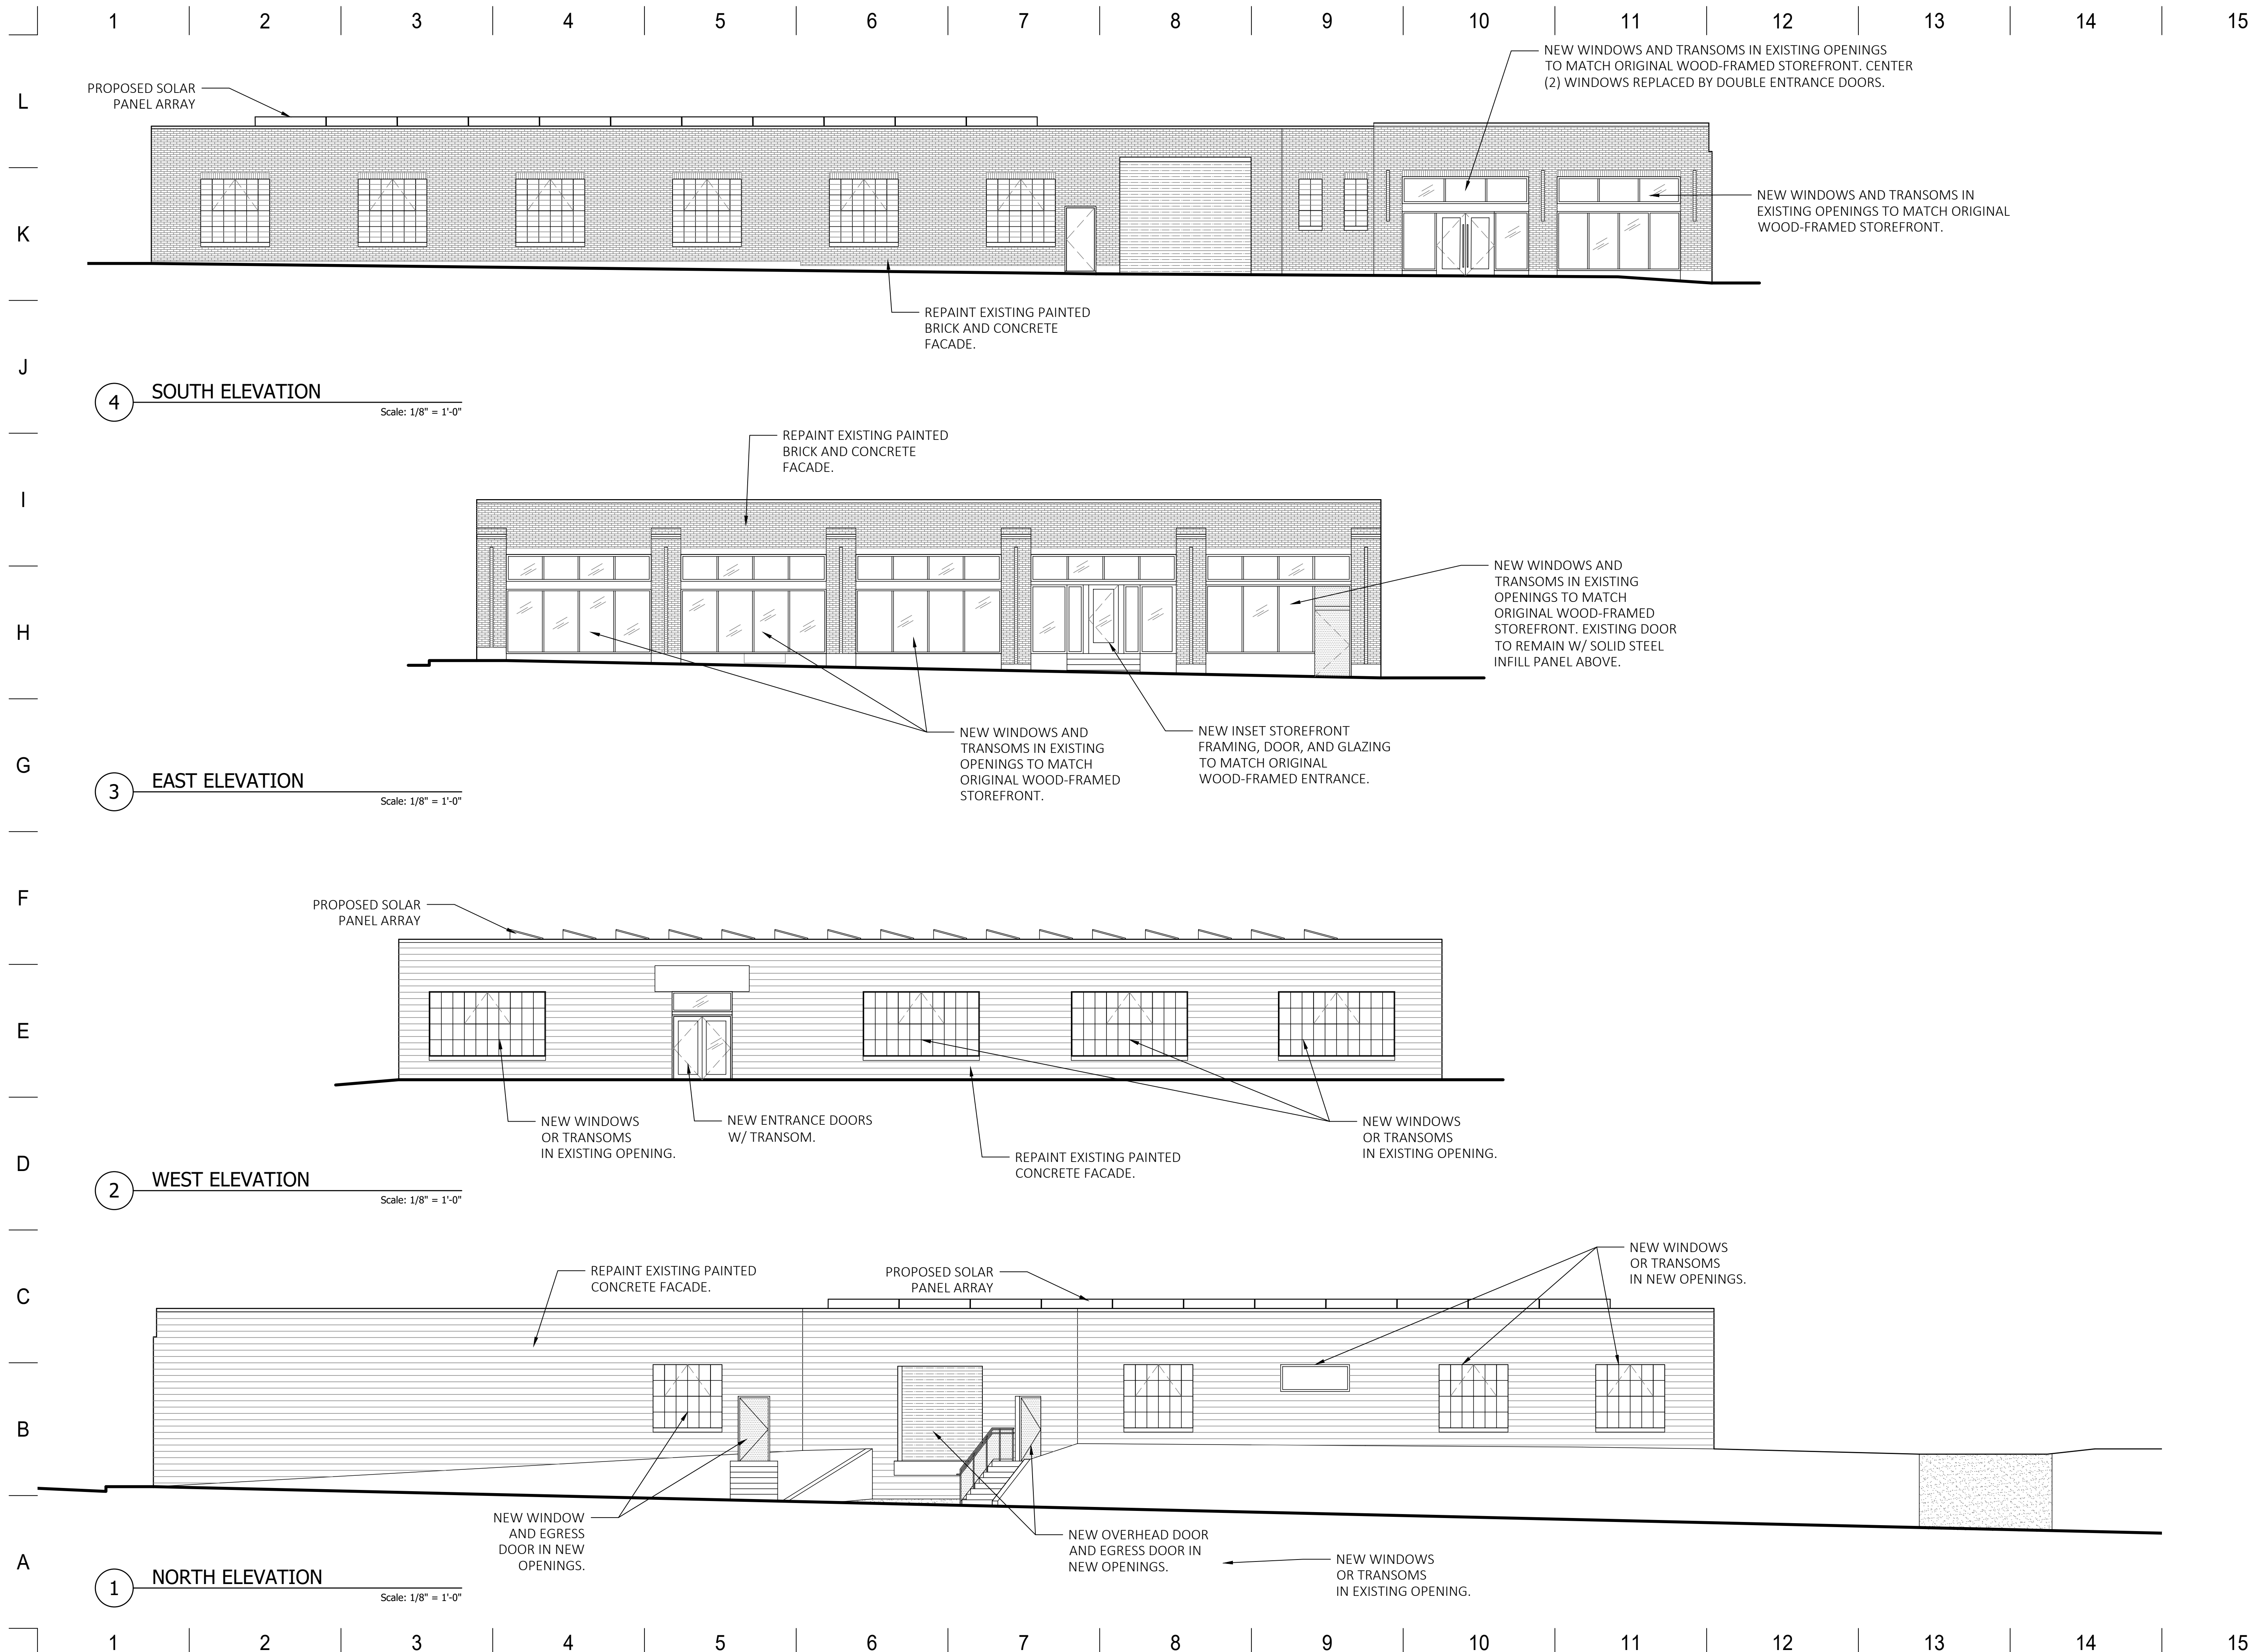 1 2 3 4 5 6 7 8 9 10 11 12 13 14 15
NEW WINDOWS AND TRANSOMS IN EXISTING OPENINGS
TO MATCH ORIGINAL WOOD-FRAMED STOREFRONT. CENTER
(2) WINDOWS REPLACED BY DOUBLE ENTRANCE DOORS.
PROPOSED SOLAR
PANEL ARRAY
L
NEW WINDOWS AND TRANSOMS IN
EXISTING OPENINGS TO MATCH ORIGINAL
WOOD-FRAMED STOREFRONT.
K
REPAINT EXISTING PAINTED
BRICK AND CONCRETE
FACADE.
J
4 SOUTH ELEVATION
Scale: 1/8" = 1'-0"
REPAINT EXISTING PAINTED
BRICK AND CONCRETE
FACADE.
I
NEW WINDOWS AND
TRANSOMS IN EXISTING
OPENINGS TO MATCH
ORIGINAL WOOD-FRAMED
STOREFRONT. EXISTING DOOR
TO REMAIN W/ SOLID STEEL
INFILL PANEL ABOVE.
H
NEW WINDOWS AND
TRANSOMS IN EXISTING
OPENINGS TO MATCH
ORIGINAL WOOD-FRAMED
STOREFRONT.
NEW INSET STOREFRONT
FRAMING, DOOR, AND GLAZING
TO MATCH ORIGINAL
WOOD-FRAMED ENTRANCE.
G
3 EAST ELEVATION
Scale: 1/8" = 1'-0"
F
PROPOSED SOLAR
PANEL ARRAY
E
NEW WINDOWS
OR TRANSOMS
IN EXISTING OPENING.
NEW ENTRANCE DOORS
W/ TRANSOM.
REPAINT EXISTING PAINTED
CONCRETE FACADE.
NEW WINDOWS
OR TRANSOMS
IN EXISTING OPENING.
D
2 WEST ELEVATION
Scale: 1/8" = 1'-0"
C
REPAINT EXISTING PAINTED
CONCRETE FACADE.
PROPOSED SOLAR
PANEL ARRAY
NEW WINDOWS
OR TRANSOMS
IN NEW OPENINGS.
B
NEW WINDOW
AND EGRESS
DOOR IN NEW
OPENINGS.
NEW OVERHEAD DOOR
AND EGRESS DOOR IN
NEW OPENINGS.
NEW WINDOWS
OR TRANSOMS
IN EXISTING OPENING.
A
1 NORTH ELEVATION
Scale: 1/8" = 1'-0"
1 2 3 4 5 6 7 8 9 10 11 12 13 14 15